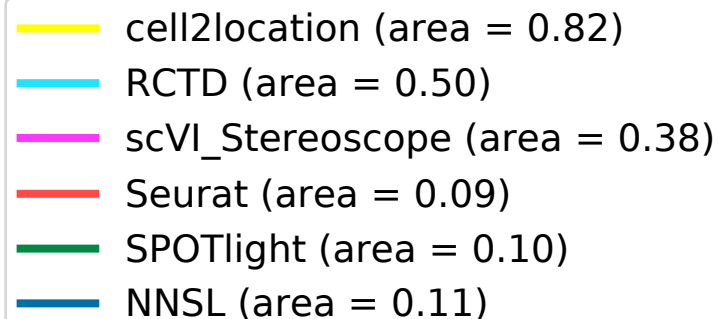 cell2location (area = 0.82)
RCTD (area = 0.50)
scVI_Stereoscope (area = 0.38)
Seurat (area = 0.09)
SPOTlight (area = 0.10)
NNSL (area = 0.11)